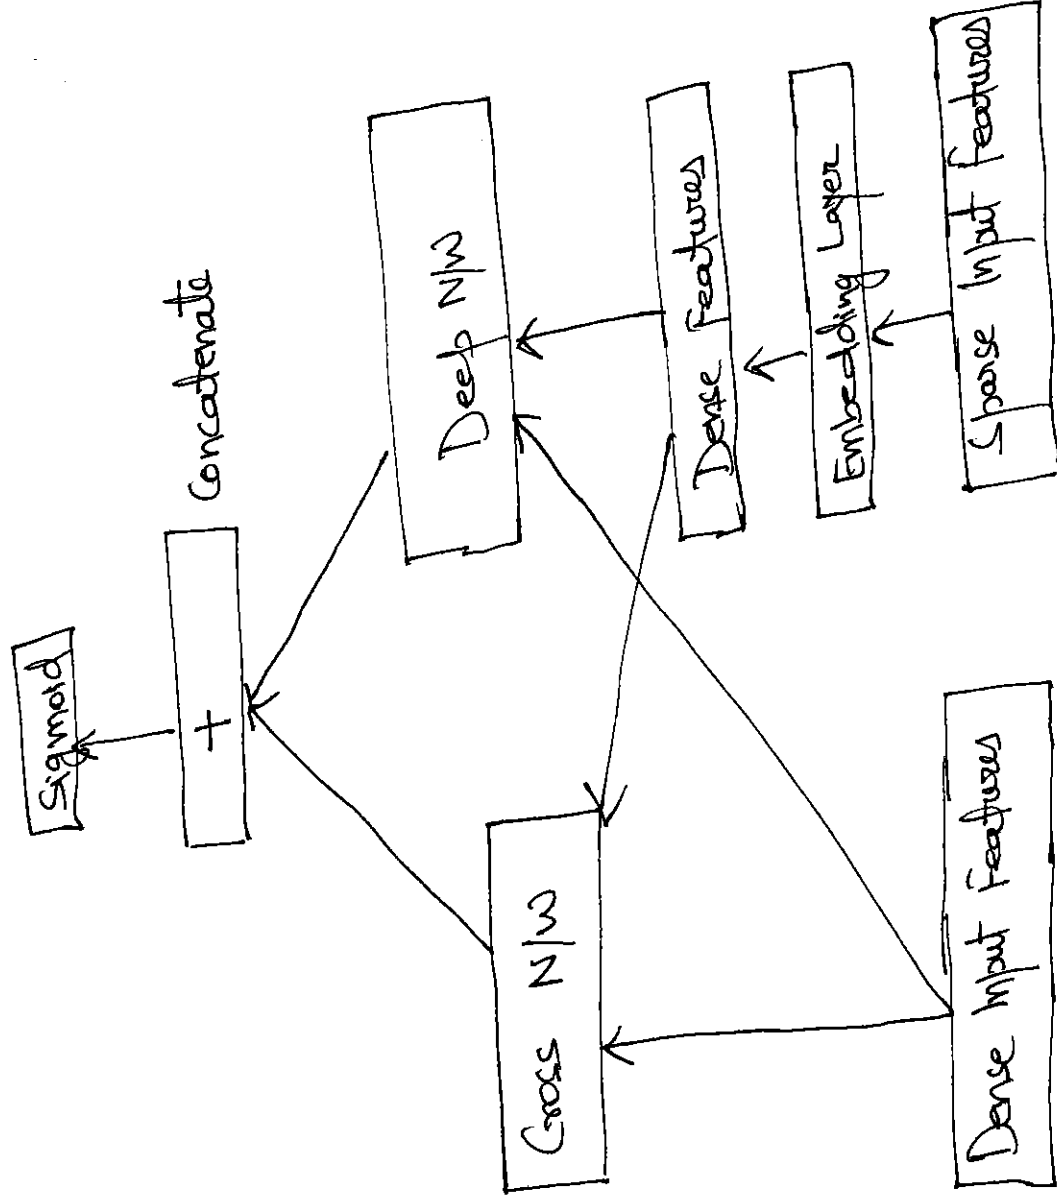 Sigmoid
+
Concatenate
Cross N/W
Deep N/W
Dense Features
Embedding Layer
Dense Input Features
Sparse Input Features